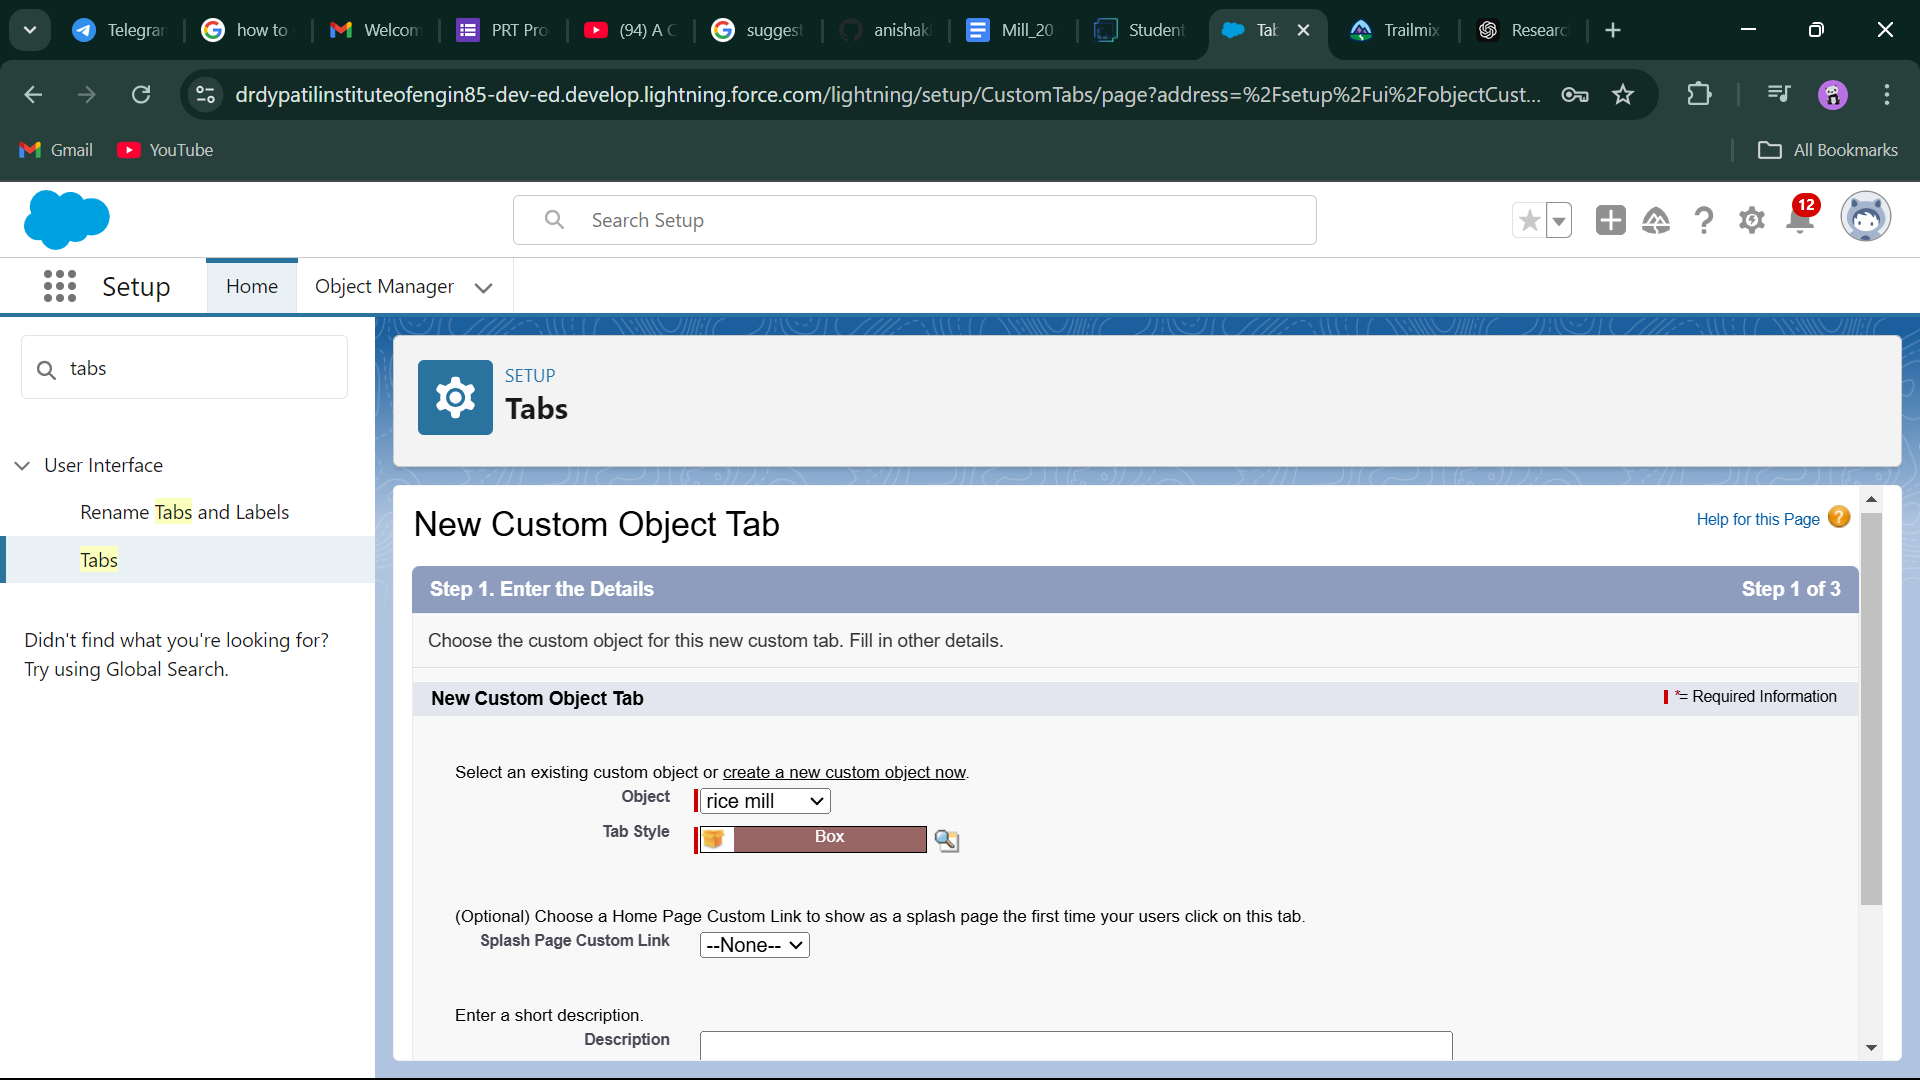 Telegran
how to
Welcom
PRT Pro
(94) A C
suggest
anishak
Mill_20
Student
Tab
Trailmix
Researc
drdypatilinstituteofengin85-dev-ed.develop.lightning.force.com/lightning/setup/CustomTabs/page?address=%2Fsetup%2Fui%2FobjectCust...
Gmail
YouTube
All Bookmarks
Search Setup
12
Setup
Home
Object Manager
tabs
SETUP
Tabs
User Interface
Rename Tabs and Labels
Tabs
Didn't find what you're looking for?
Try using Global Search.
New Custom Object Tab
Help for this Page
Step 1. Enter the Details
Step 1 of 3
Choose the custom object for this new custom tab. Fill in other details.
New Custom Object Tab
*= Required Information
Select an existing custom object or create a new custom object now.
Object
rice mill
Tab Style
Box
(Optional) Choose a Home Page Custom Link to show as a splash page the first time your users click on this tab.
Splash Page Custom Link
--None--
Enter a short description.
Description